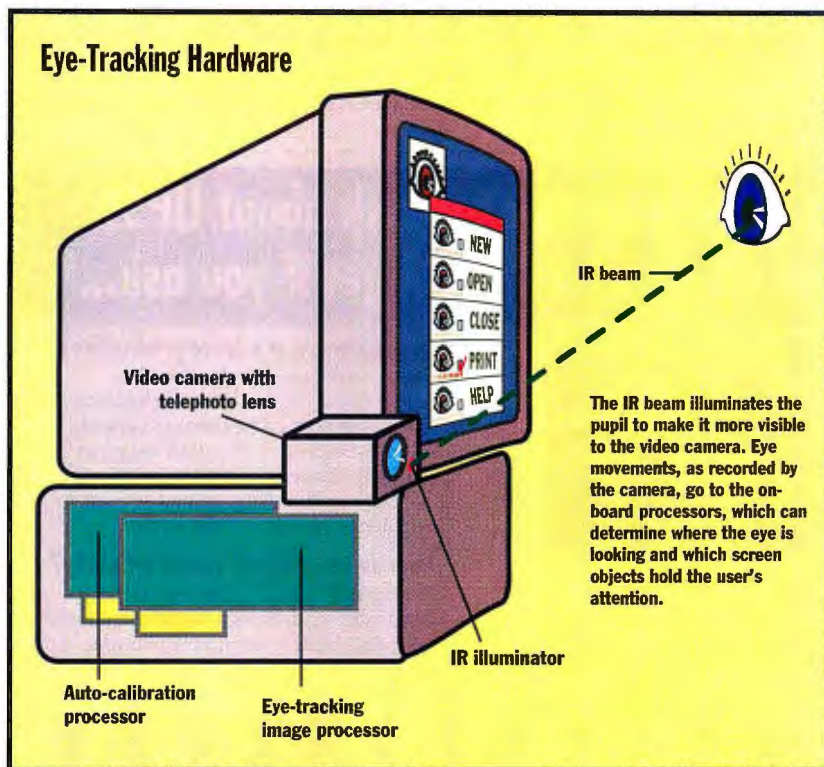 Eye-Tracking Hardware
NEW
OPEN
CLOSE
PRINT
HELP
IR beam
Video camera with
telephoto lens
The IR beam illuminates the
pupil to make it more visible
to the video camera. Eye
movements, as recorded by
the camera, go to the on-
board processors, which can
determine where the eye is
looking and which screen
objects hold the user's
attention.
IR illuminator
Auto-calibration
processor
Eye-tracking
image processor